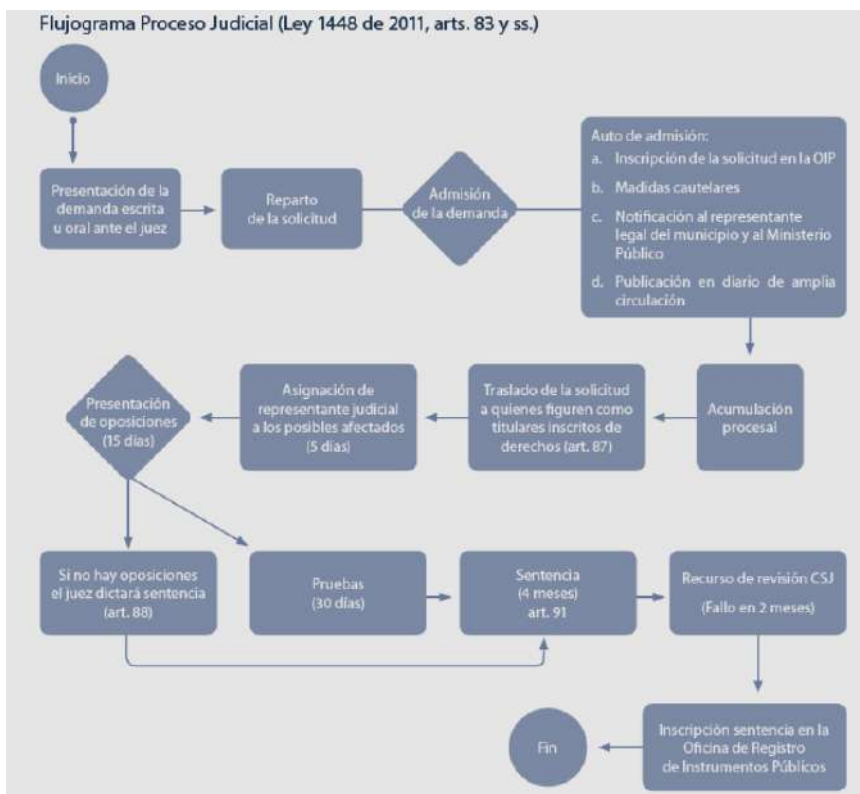 Flujograma Proceso Judicial (Ley 1448 de 2011, arts. 83 y ss.)
Inicio
Presentación de la
demanda escrita
u oral ante el juez
Reparto
de la solicitud
Admisión
de la demanda
Auto de admisión:
a. Inscripción de la solicitud en la OIP
b. Madidas cautelares
c. Notificación al representante
legal del municipio y al Ministerio
Público
d. Publicación en diario de amplia
circulación
Acumulación
procesal
Traslado de la solicitud
a quienes figuren como
titulares inscritos de
derechos (art. 87)
Asignación de
representante judicial
a los posibles afectados
(5 días)
Presentación
de oposiciones
(15 días)
Si no hay oposiciones
el juez dictará sentencia
(art. 88)
Pruebas
(30 días)
Sentencia
(4 meses)
art. 91
Recurso de revisión CSJ
(Fallo en 2 meses)
Inscripción sentencia en la
Oficina de Registro
de Instrumentos Públicos
Fin